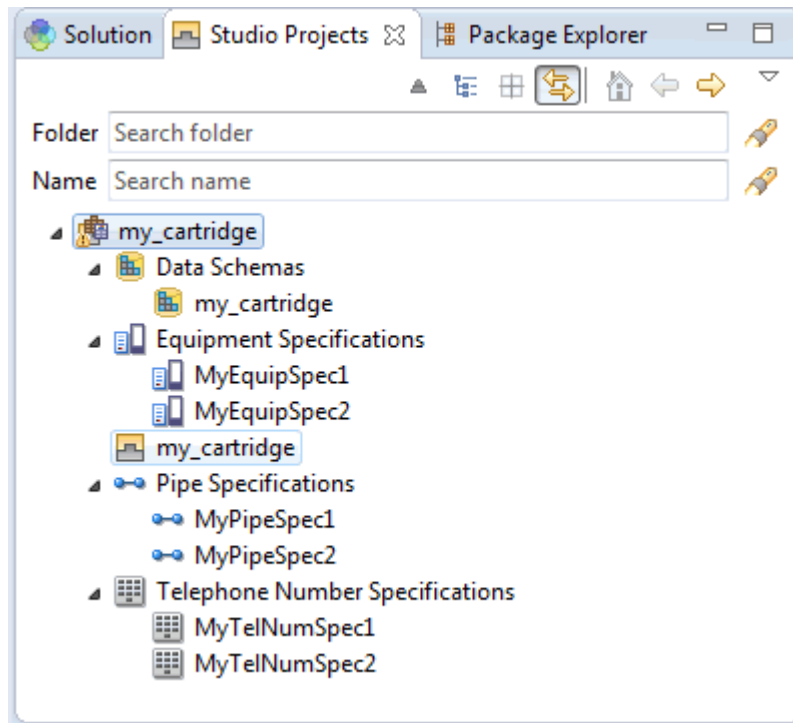 Solution Studio Projects Package Explorer
Folder Search folder
Name Search name
my_cartridge
Data Schemas
my_cartridge
Equipment Specifications
MyEquipSpec1
MyEquipSpec2
my_cartridge
Pipe Specifications
MyPipeSpec1
MyPipeSpec2
Telephone Number Specifications
MyTelNumSpec1
MyTelNumSpec2